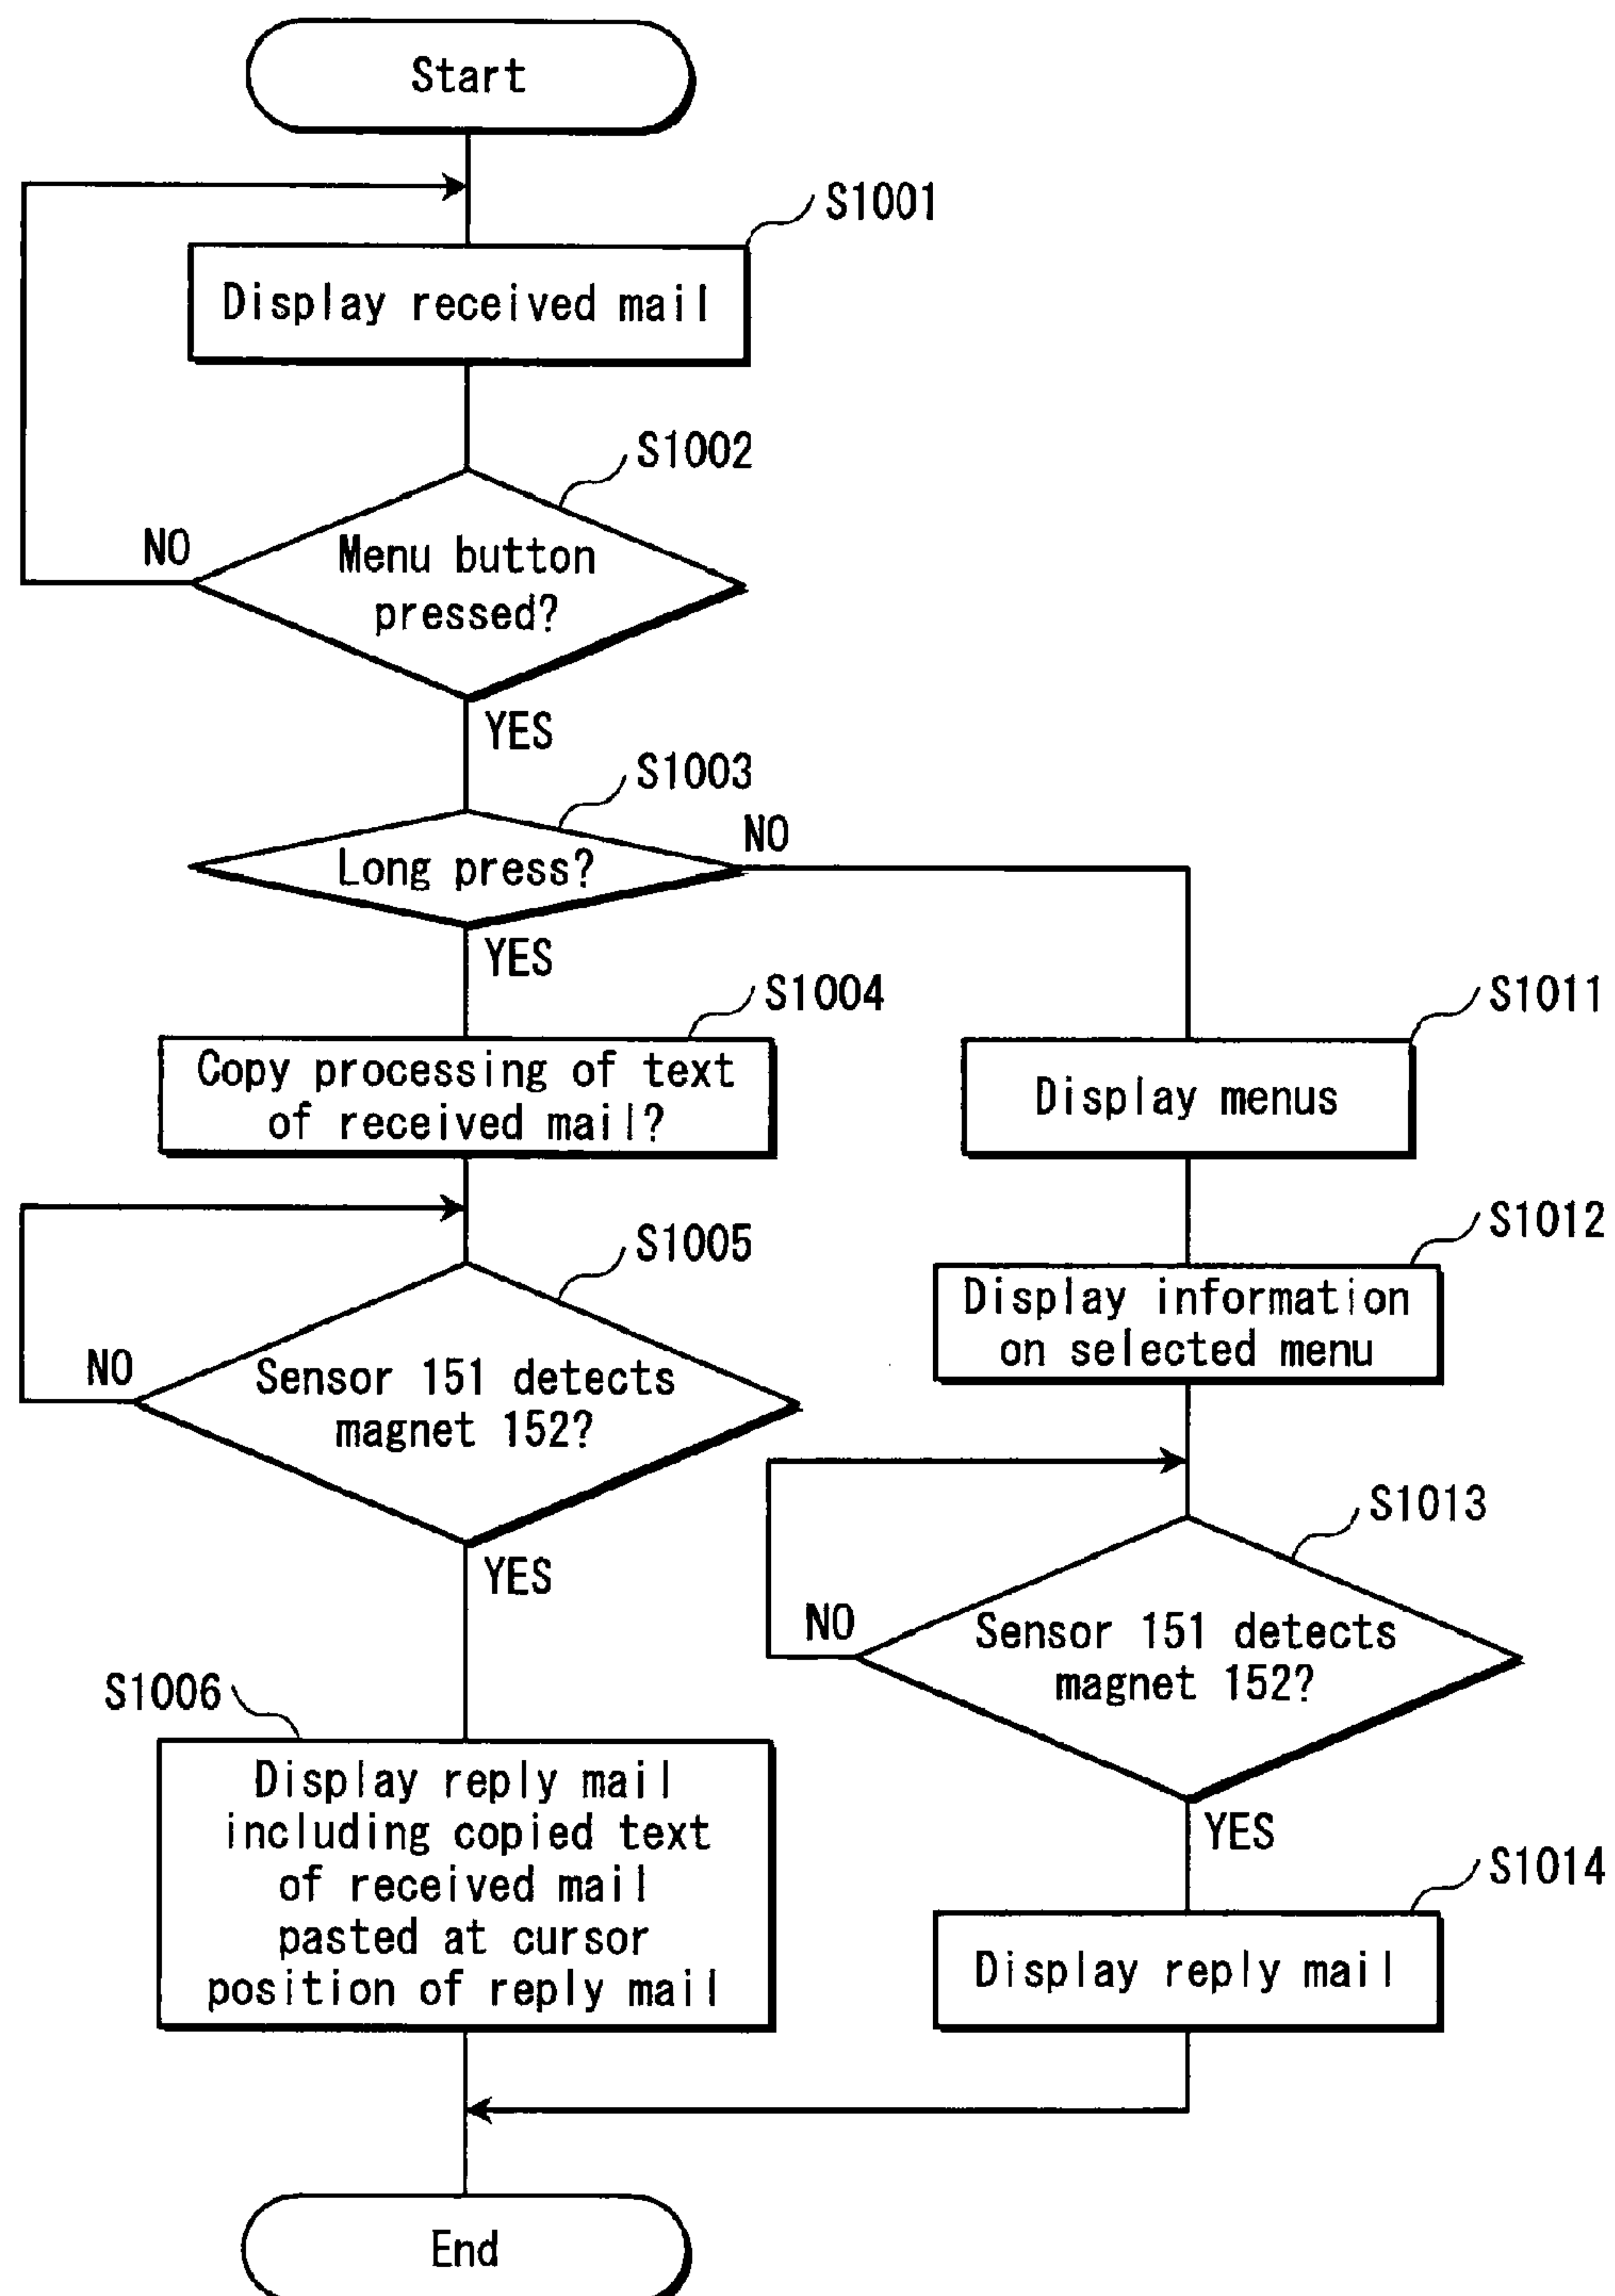 Start
S1001
Display received mail
S1002
NO
Menu button
pressed?
YES
S1003
NO
Long press?
YES
S1004
Copy processing of text
of received mail?
S1011
Display menus
S1005
NO
Sensor 151 detects
magnet 152?
YES
S1012
Display information
on selected menu
S1013
NO
Sensor 151 detects
magnet 152?
YES
S1006
Display reply mail
including copied text
of received mail
pasted at cursor
position of reply mail
S1014
Display reply mail
End